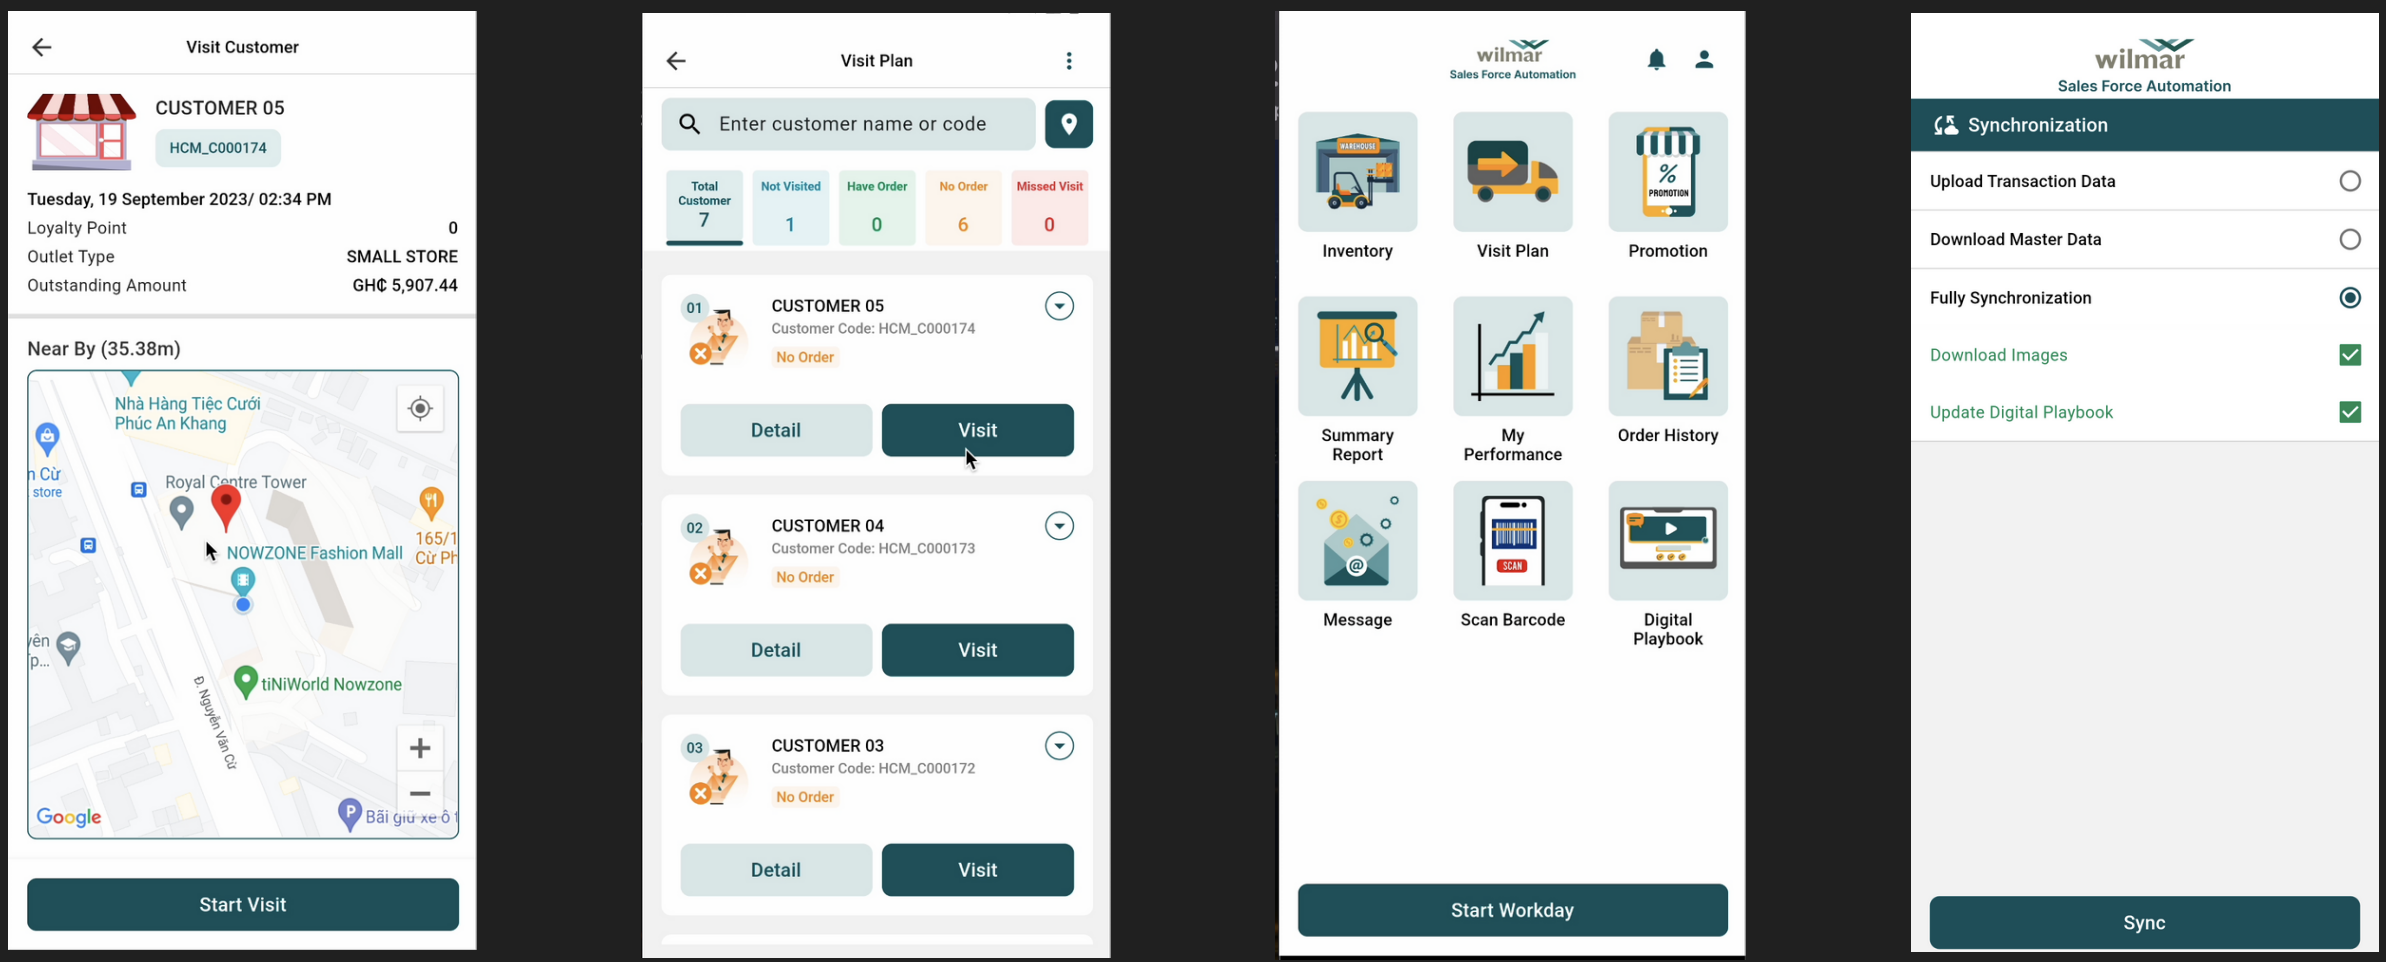 Visit Customer
CUSTOMER 05
HCM_C000174
Tuesday, 19 September 2023/ 02:34 PM
Loyalty Point 0
Outlet Type SMALL STORE
Outstanding Amount GH₵ 5,907.44
Near By (35.38m)
Nhà Hàng Tiệc Cưới
Phúc An Khang
n Cừ
store
Royal Centre Tower
165/1
Cừ Ph
NOWZONE Fashion Mall
yên
p...
tiNiWorld Nowzone
Đ. Nguyễn Văn Cừ
Google
P
Bãi giữ xe ô t
Start Visit
Visit Plan
Enter customer name or code
Total
Customer
7
Not Visited
1
Have Order
0
No Order
6
Missed Visit
0
01
CUSTOMER 05
Customer Code: HCM_C000174
No Order
Detail
Visit
02
CUSTOMER 04
Customer Code: HCM_C000173
No Order
Detail
Visit
03
CUSTOMER 03
Customer Code: HCM_C000172
No Order
Detail
Visit
wilmar
Sales Force Automation
WAREHOUSE
%
PROMOTION
Inventory
Visit Plan
Promotion
Summary
Report
My
Performance
Order History
@
SCAN
Message
Scan Barcode
Digital
Playbook
Start Workday
wilmar
Sales Force Automation
Synchronization
Upload Transaction Data
Download Master Data
Fully Synchronization
Download Images
Update Digital Playbook
Sync